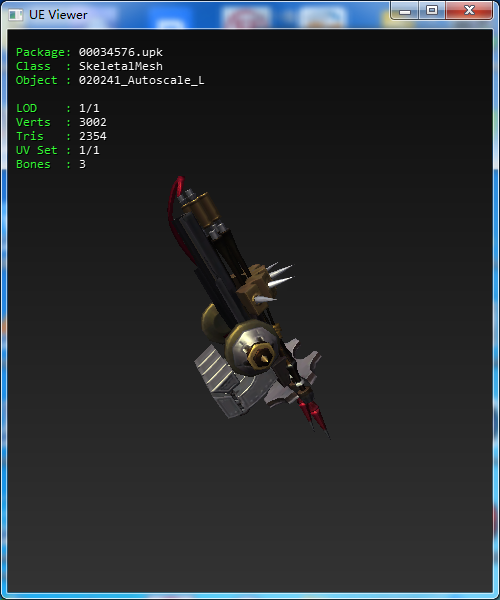 UE Viewer
Package: 00034576.upk
Class : SkeletalMesh
Object : 020241_Autoscale_L
LOD : 1/1
Verts : 3002
Tris : 2354
UV Set : 1/1
Bones : 3